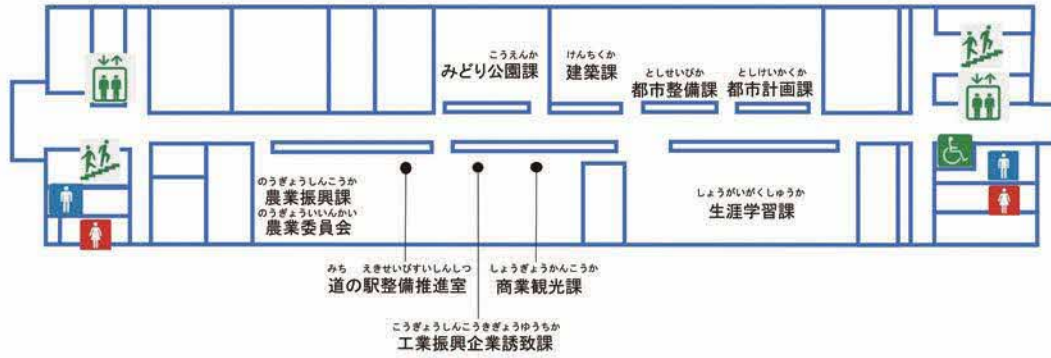 こうえんか
みどり公園課
けんちくか
建築課
としせいびか
都市整備課
としけいかくか
都市計画課
のうぎょうしんこうか
農業振興課
のうぎょういいんかい
農業委員会
しょうがいがくしゅうか
生涯学習課
みち えきせいびすいしんしつ
道の駅整備推進室
しょうぎょうかんこうか
商業観光課
こうぎょうしんこうきぎょうゆうちか
工業振興企業誘致課